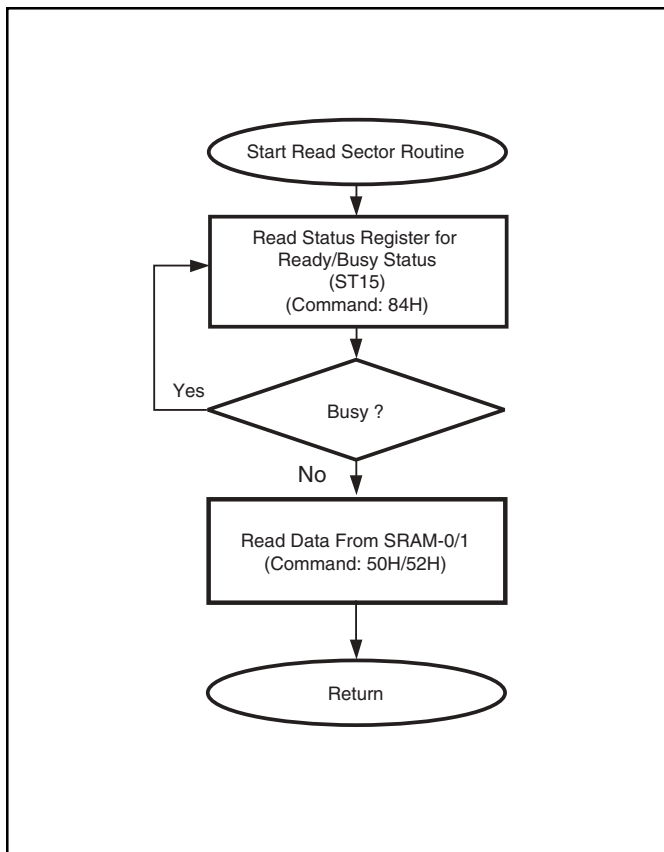 Start Read Sector Routine
Read Status Register for
Ready/Busy Status
(ST15)
(Command: 84H)
Yes
Busy ?
No
Read Data From SRAM-0/1
(Command: 50H/52H)
Return